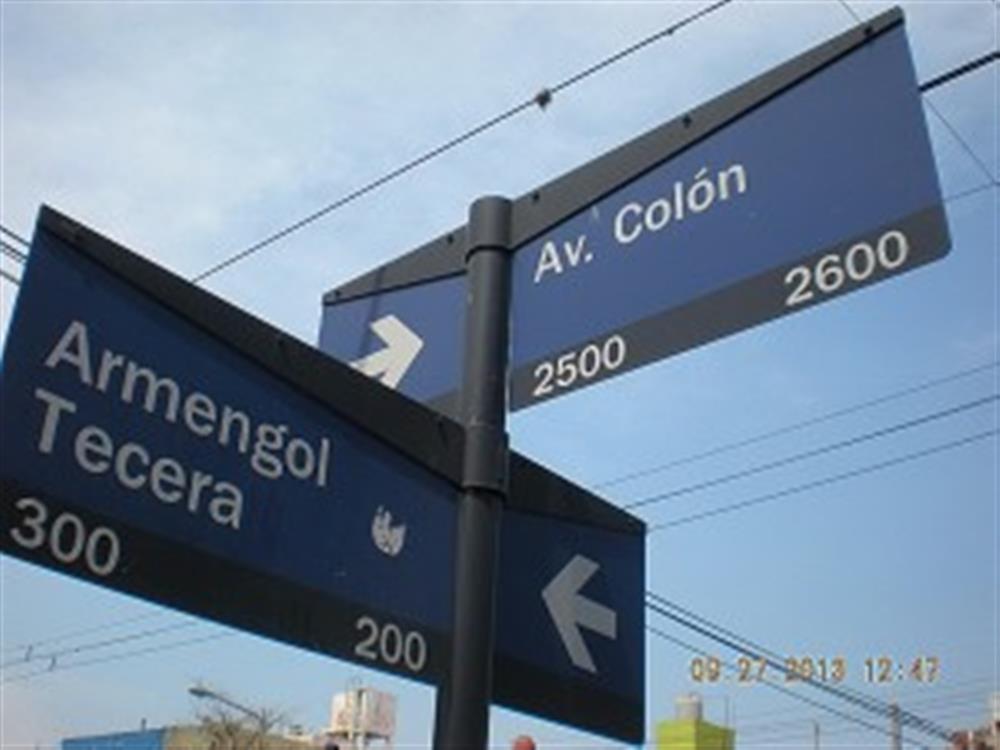 Av. Colón
2500 2600
Armengol
Tecera
300 200
09 27 2013 12:47